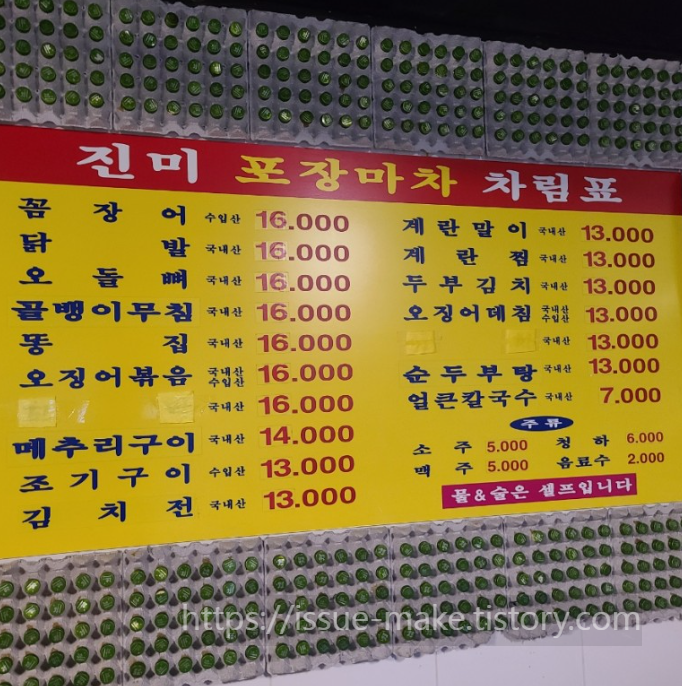 진미 포장마차 차림표
꼼장어 수입산 16.000
닭발 국내산 16.000
오돌뼈 국내산 16.000
골뱅이무침 국내산 16.000
똥집 국내산 16.000
오징어볶음 국내산 수입산 16.000
국내산 16.000
메추리구이 국내산 14.000
조기구이 수입산 13.000
김치전 국내산 13.000
계란말이 국내산 13.000
계란찜 국내산 13.000
두부김치 국내산 13.000
오징어데침 국내산 수입산 13.000
국내산 13.000
순두부탕 국내산 13.000
얼큰칼국수 국내산 7.000
주류
소주 5.000 청하 6.000
맥주 5.000 음료수 2.000
물&술은 셀프입니다
https://issue-make.tistory.com